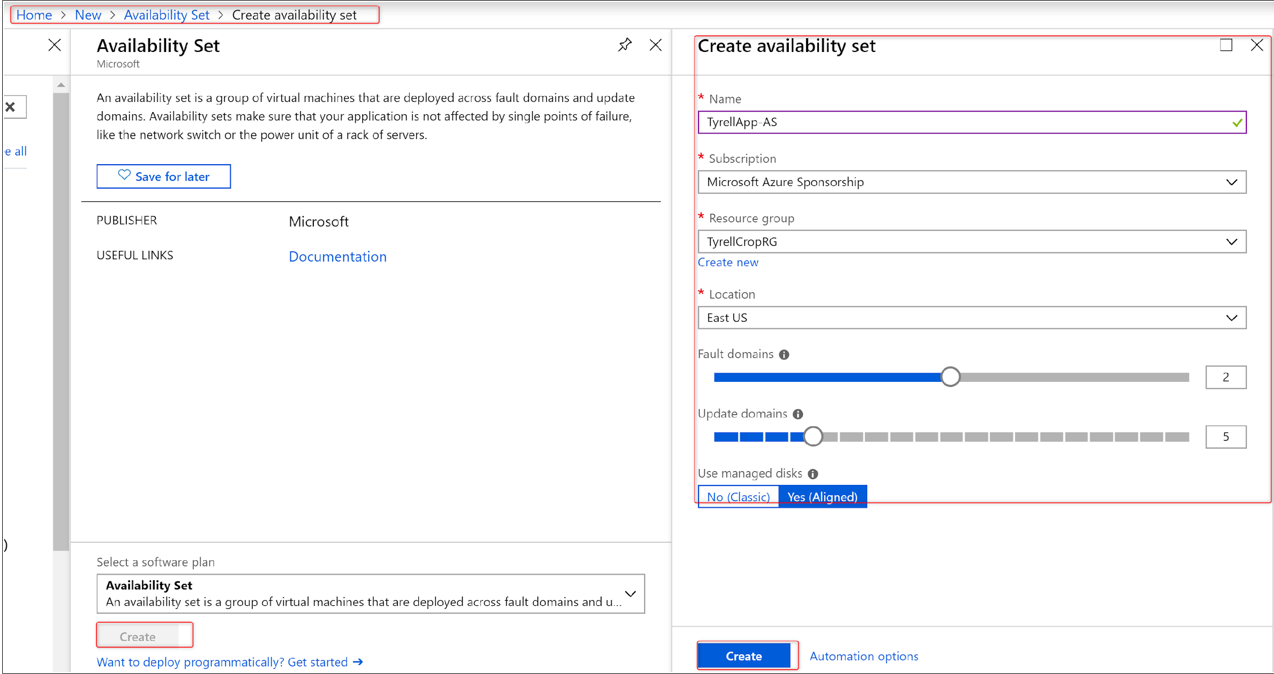 Home > New > Availability Set > Create availability set
e all
)
Availability Set
Microsoft
An availability set is a group of virtual machines that are deployed across fault domains and update
domains. Availability sets make sure that your application is not affected by single points of failure,
like the network switch or the power unit of a rack of servers.
Save for later
PUBLISHER Microsoft
USEFUL LINKS Documentation
Select a software plan
Availability Set
An availability set is a group of virtual machines that are deployed across fault domains and u...
Create
Want to deploy programmatically? Get started →
Create availability set
* Name
TyrellApp-AS
* Subscription
Microsoft Azure Sponsorship
* Resource group
TyrellCropRG
Create new
* Location
East US
Fault domains
2
Update domains
5
Use managed disks
No (Classic) Yes (Aligned)
Create Automation options